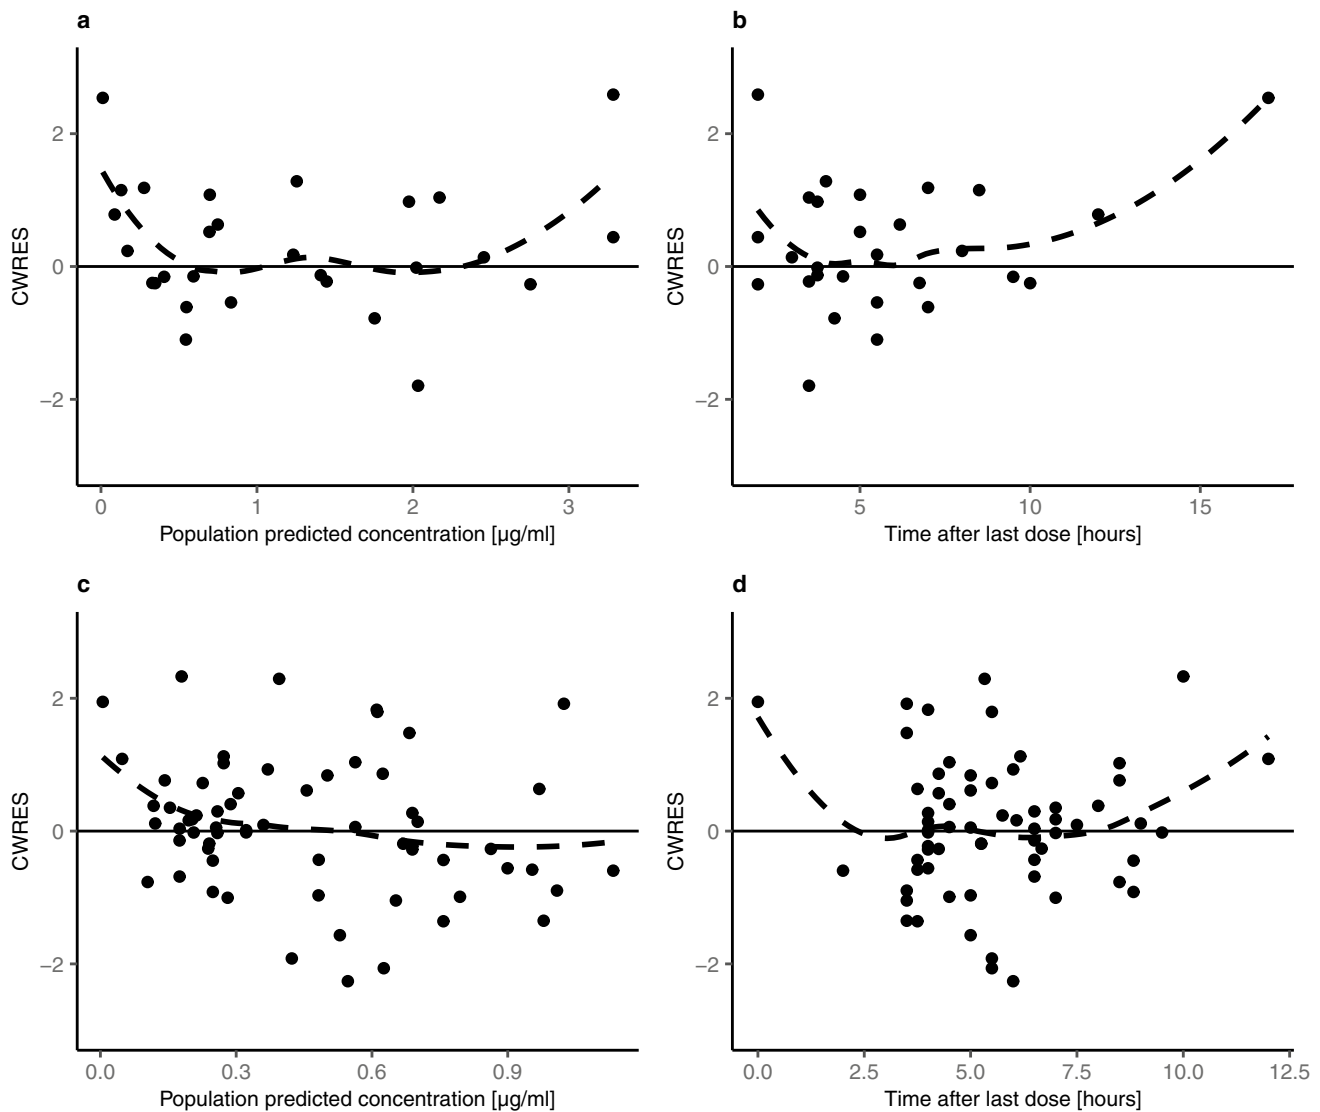 a
2
0
−2
CWRES
0 1 2 3
Population predicted concentration [µg/ml]
b
2
0
−2
CWRES
5 10 15
Time after last dose [hours]
c
2
0
−2
CWRES
0.0 0.3 0.6 0.9
Population predicted concentration [µg/ml]
d
2
0
−2
CWRES
0.0 2.5 5.0 7.5 10.0 12.5
Time after last dose [hours]